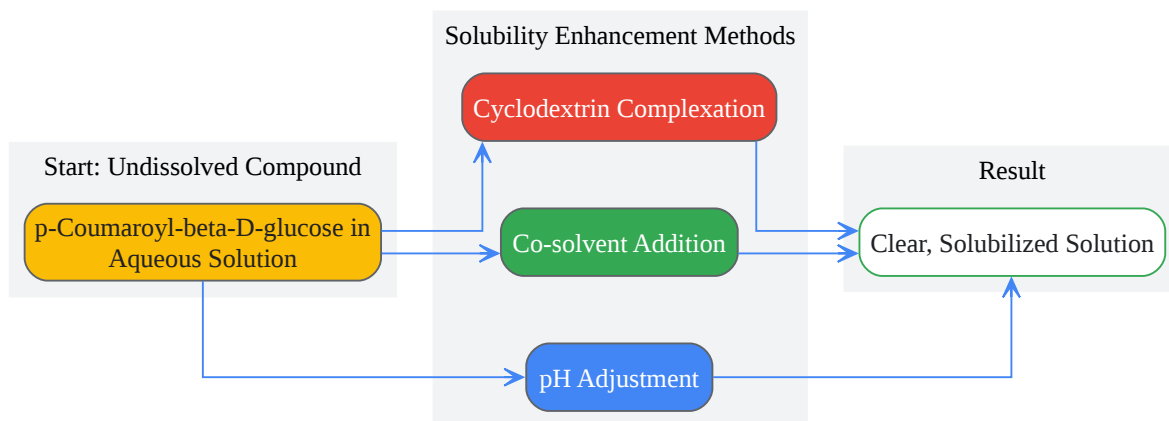 Solubility Enhancement Methods
Cyclodextrin Complexation
Start: Undissolved Compound
Result
p-Coumaroyl-beta-D-glucose in
Aqueous Solution
Co-solvent Addition
Clear, Solubilized Solution
pH Adjustment